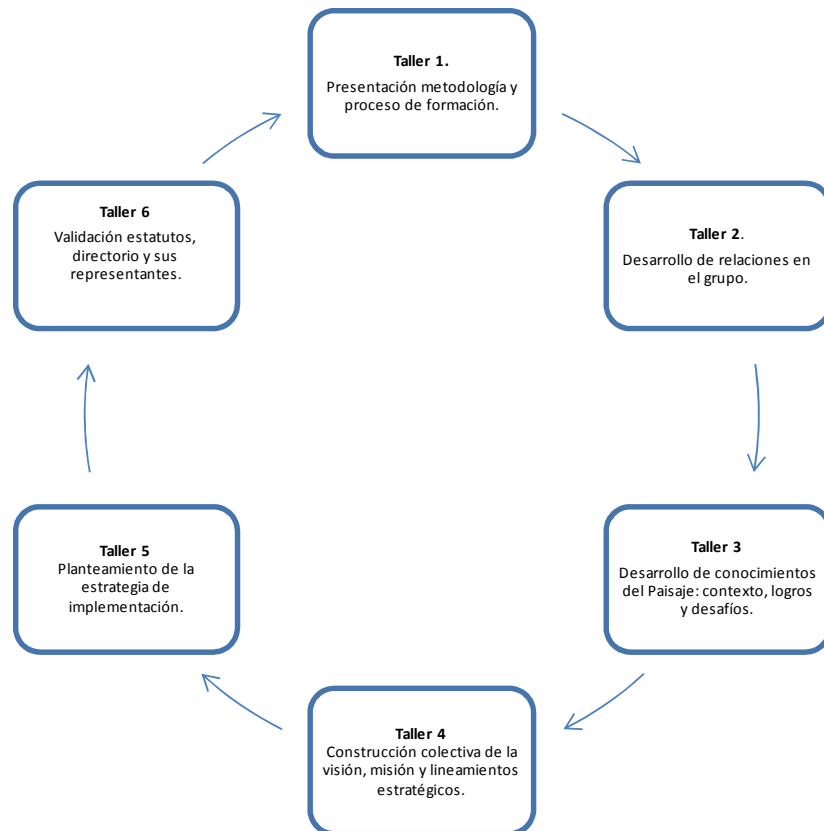 Taller 1.
Presentación metodología y
proceso de formación.
Taller 2.
Desarrollo de relaciones en
el grupo.
Taller 3
Desarrollo de conocimientos
del Paisaje: contexto, logros
y desafíos.
Taller 4
Construcción colectiva de la
visión, misión y lineamientos
estratégicos.
Taller 5
Planteamiento de la
estrategia de
implementación.
Taller 6
Validación estatutos,
directorio y sus
representantes.